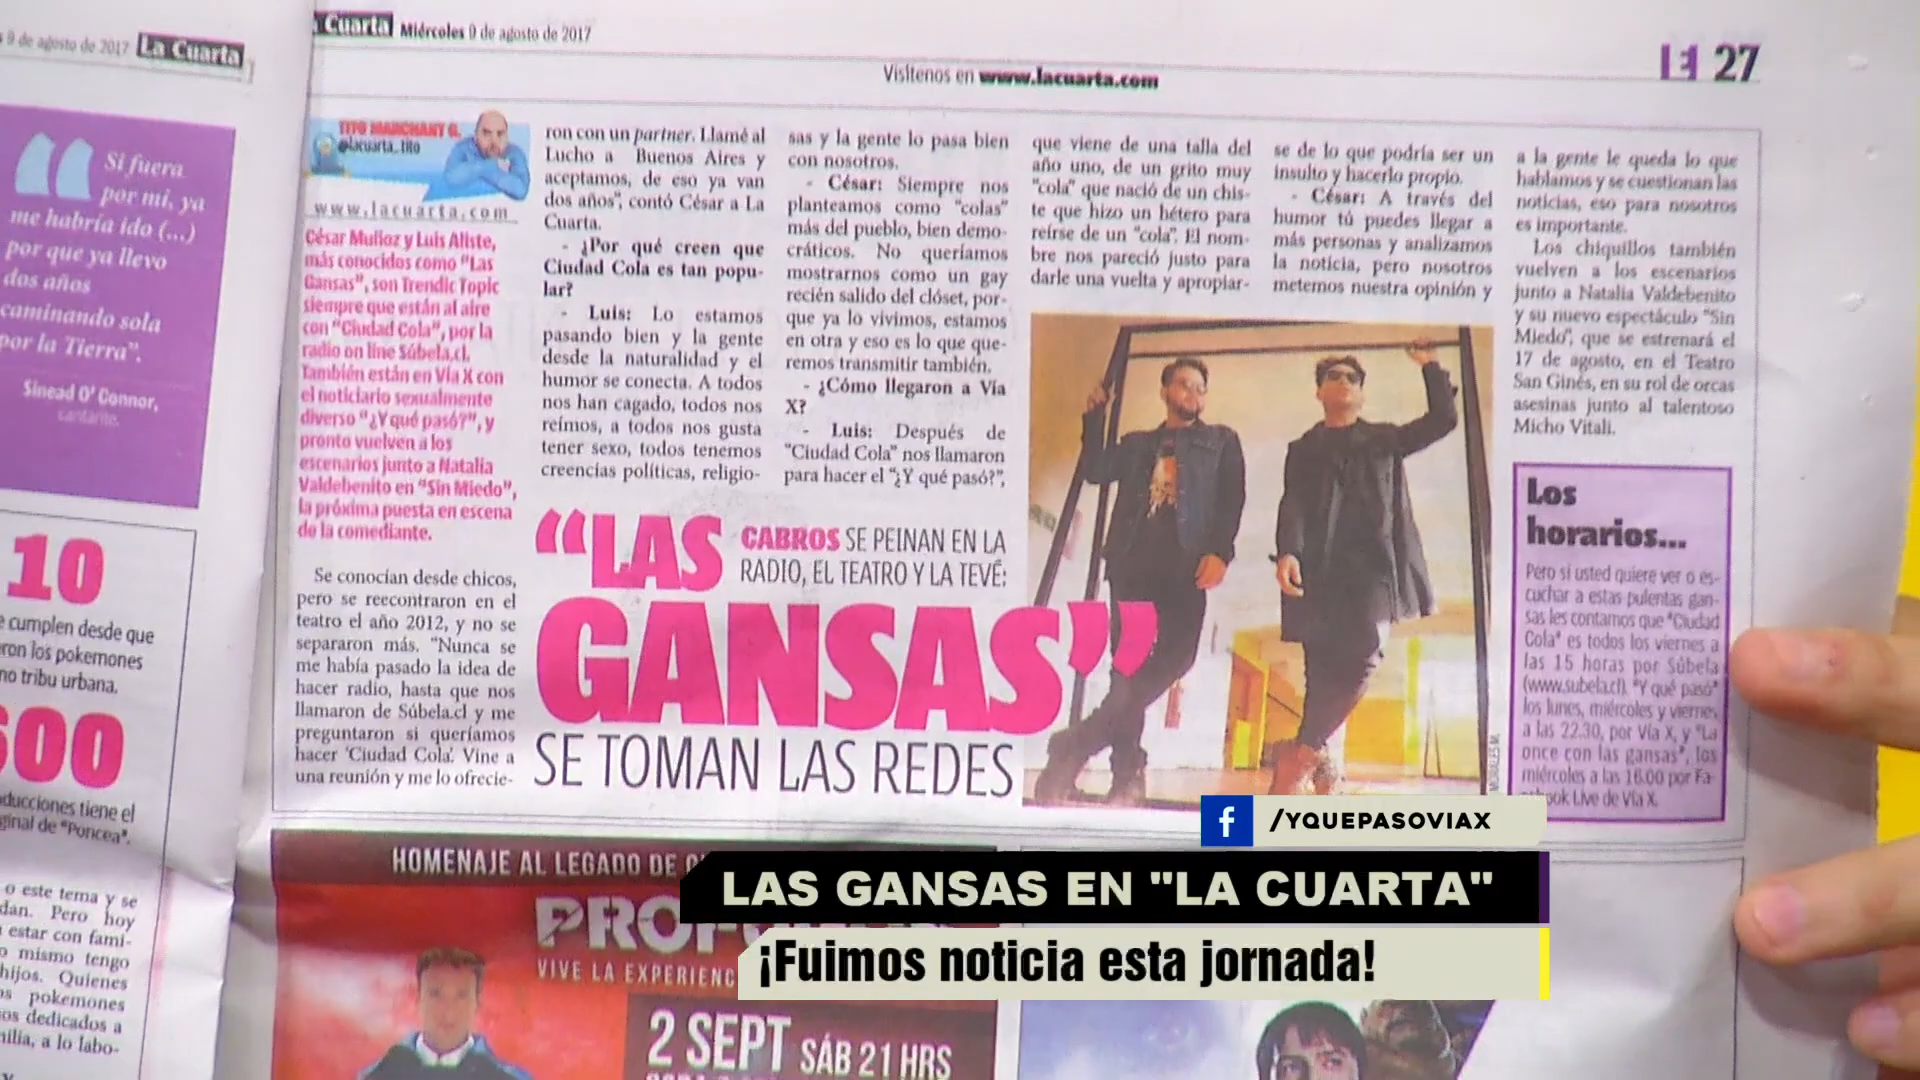 9 de agosto de 2017 La Cuarta
Si fuera
por mí, ya
me habría ido (...)
por que ya llevo
dos años
caminando sola
por la Tierra”.
Sinead O' Connor,
cantante.
10
cumplen desde que
ron los pokemones
no tribu urbana.
600
ducciones tiene el
ginal de "Poncea".
o este tema y se
dan. Pero hoy
estar con fami-
o mismo tengo
hijos. Quienes
os pokemones
os dedicados a
milia, a lo labo-
La Cuarta Miércoles 9 de agosto de 2017
Visítenos en www.lacuarta.com
27
TITO MARCHANT G.
@lacuarta_tito
www.lacuarta.com
César Muñoz y Luis Aliste,
más conocidos como "Las
Gansas", son Trendic Topic
siempre que están al aire
con "Ciudad Cola", por la
radio on line Súbela.cl.
También están en Vía X con
el noticiario sexualmente
diverso "¿Y qué pasó?", y
pronto vuelven a los
escenarios junto a Natalia
Valdebenito en "Sin Miedo",
la próxima puesta en escena
de la comediante.
Se conocían desde chicos,
pero se reecontraron en el
teatro el año 2012, y no se
separaron más. "Nunca se
me había pasado la idea de
hacer radio, hasta que nos
llamaron de Súbela.cl y me
preguntaron si queríamos
hacer 'Ciudad Cola'. Vine a
una reunión y me lo ofrecie-
ron con un partner. Llamé al
Lucho a Buenos Aires y
aceptamos, de eso ya van
dos años", contó César a La
Cuarta.
- ¿Por qué creen que
Ciudad Cola es tan popu-
lar?
- Luis: Lo estamos
pasando bien y la gente
desde la naturalidad y el
humor se conecta. A todos
nos han cagado, todos nos
reímos, a todos nos gusta
tener sexo, todos tenemos
creencias políticas, religio-
sas y la gente lo pasa bien
con nosotros.
- César: Siempre nos
planteamos como "colas"
más del pueblo, bien demo-
cráticos. No queríamos
mostrarnos como un gay
recién salido del clóset, por-
que ya lo vivimos, estamos
en otra y eso es lo que que-
remos transmitir también.
- ¿Cómo llegaron a Vía
X?
- Luis: Después de
"Ciudad Cola" nos llamaron
para hacer el "¿Y qué pasó?",
que viene de una talla del
año uno, de un grito muy
"cola" que nació de un chis-
te que hizo un hétero para
reírse de un "cola". El nom-
bre nos pareció justo para
darle una vuelta y apropiar-
se de lo que podría ser un
insulto y hacerlo propio.
- César: A través del
humor tú puedes llegar a
más personas y analizamos
la noticia, pero nosotros
metemos nuestra opinión y
a la gente le queda lo que
hablamos y se cuestionan las
noticias, eso para nosotros
es importante.
Los chiquillos también
vuelven a los escenarios
junto a Natalia Valdebenito
y su nuevo espectáculo "Sin
Miedo", que se estrenará el
17 de agosto, en el Teatro
San Ginés, en su rol de orcas
asesinas junto al talentoso
Micho Vitali.
CABROS SE PEINAN EN LA
RADIO, EL TEATRO Y LA TEVÉ:
“LAS
GANSAS”
SE TOMAN LAS REDES
MORALES M.
Los
horarios...
Pero si usted quiere ver o es-
cuchar a estas pulentas gan-
sas les contamos que "Ciudad
Cola" es todos los viernes a
las 15 horas por Súbela
(www.subela.cl). "Y qué pasó"
los lunes, miércoles y viernes
a las 22.30, por Vía X, y "La
once con las gansas", los
miércoles a las 16.00 por Fa-
ook Live de Vía X.
HOMENAJE AL LEGADO DE
PROF
VIVE LA EXPERIENC
2 SEPT SÁB 21 HRS
f /YQUEPASOVIAX
LAS GANSAS EN "LA CUARTA"
¡Fuimos noticia esta jornada!